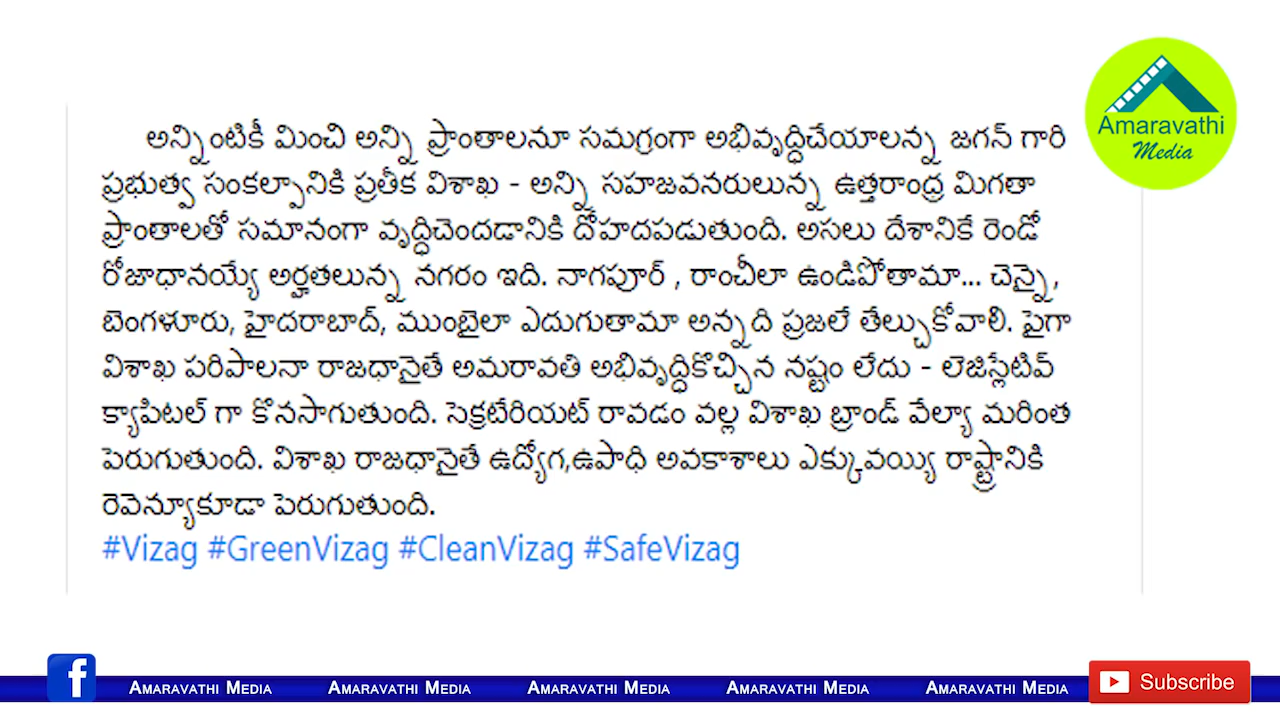 అన్నింటికీ మించి అన్ని ప్రాంతాలనూ సమగ్రంగా అభివృద్ధిచేయాలన్న జగన్ గారి
ప్రభుత్వ సంకల్పానికి ప్రతీక విశాఖ - అన్ని సహజవనరులున్న ఉత్తరాంధ్ర మిగతా
ప్రాంతాలతో సమానంగా వృద్ధిచెందడానికి దోహదపడుతుంది. అసలు దేశానికే రెండో
రోజాధానయ్యే అర్హతలున్న నగరం ఇది. నాగపూర్ , రాంచీలా ఉండిపోతామా... చెన్నై,
బెంగళూరు, హైదరాబాద్, ముంబైలా ఎదుగుతామా అన్నది ప్రజలే తేల్చుకోవాలి. పైగా
విశాఖ పరిపాలనా రాజధానైతే అమరావతి అభివృద్ధికొచ్చిన నష్టం లేదు - లెజిస్లేటివ్
క్యాపిటల్ గా కొనసాగుతుంది. సెక్రటేరియట్ రావడం వల్ల విశాఖ బ్రాండ్ వేల్యా మరింత
పెరుగుతుంది. విశాఖ రాజధానైతే ఉద్యోగ,ఉపాధి అవకాశాలు ఎక్కువయ్యి రాష్ట్రానికి
రెవెన్యూకూడా పెరుగుతుంది.
#Vizag #GreenVizag #CleanVizag #SafeVizag
Amaravathi
Media
f AMARAVATHI MEDIA AMARAVATHI MEDIA AMARAVATHI MEDIA AMARAVATHI MEDIA AMARAVATHI MEDIA Subscribe